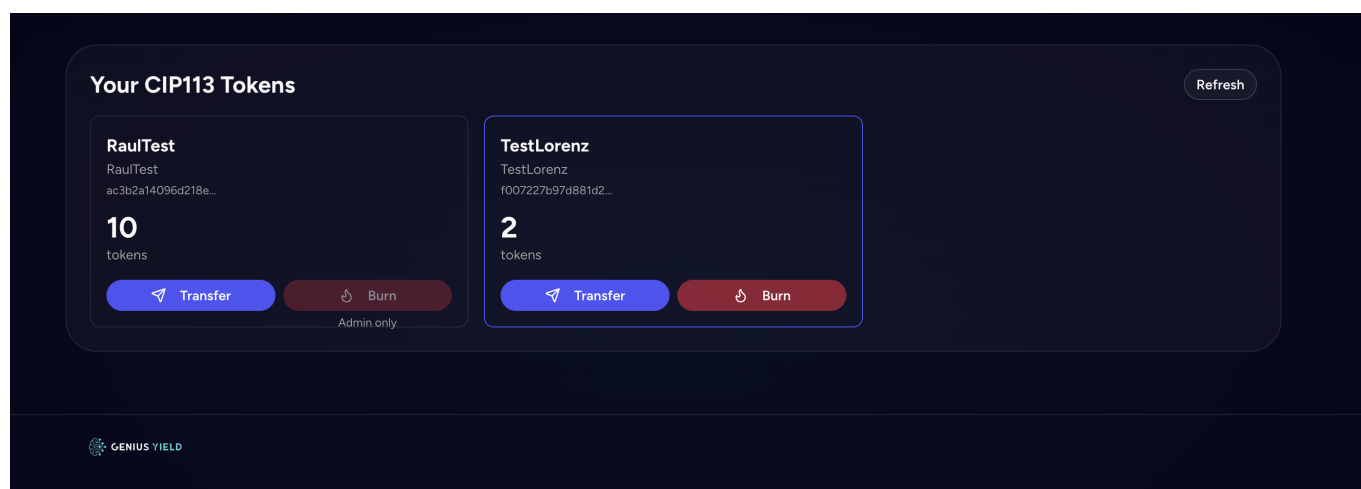 Your CIP113 Tokens
Refresh
RaulTest
RaulTest
ac3b2a14096d218e...
10
tokens
Transfer
Burn
Admin only
TestLorenz
TestLorenz
f007227b97d881d2...
2
tokens
Transfer
Burn
GENIUS YIELD